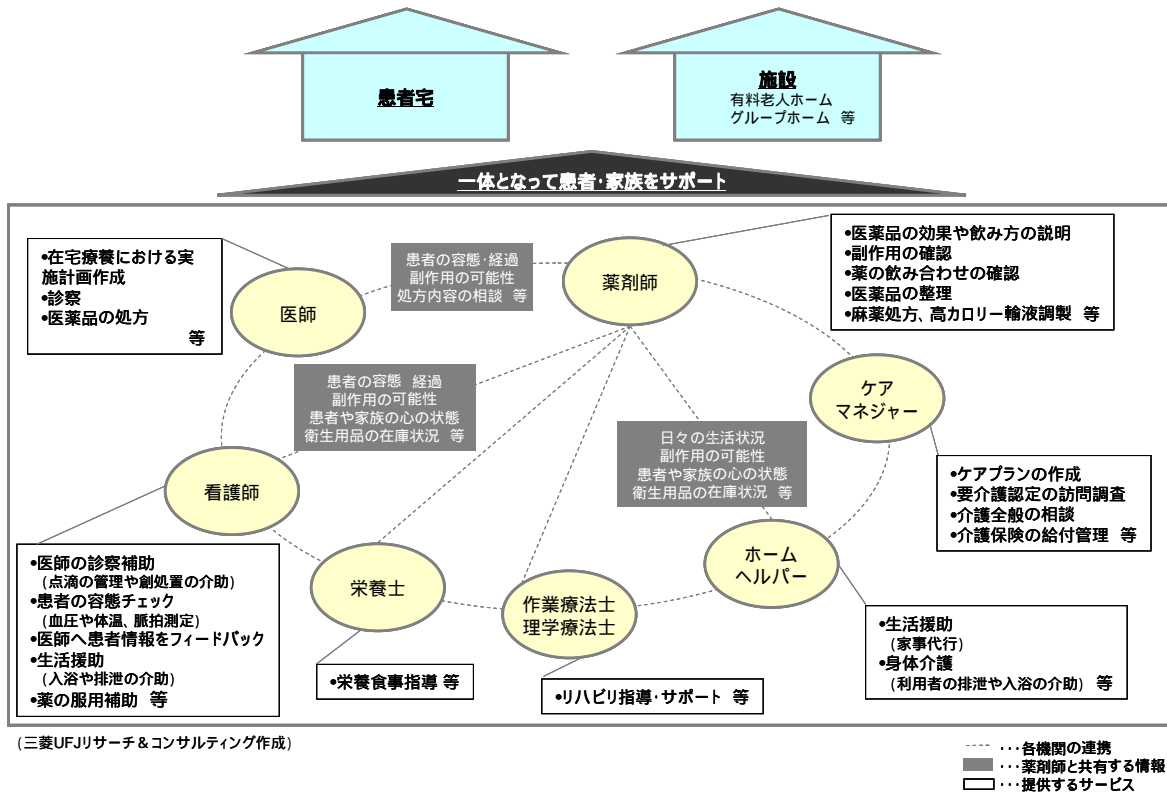 患者宅
施設
有料老人ホーム
グループホーム 等
一体となって患者・家族をサポート
•在宅療養における実
施計画作成
•診察
•医薬品の処方
等
医師
患者の容態・経過
副作用の可能性
処方内容の相談 等
薬剤師
•医薬品の効果や飲み方の説明
•副作用の確認
•薬の飲み合わせの確認
•医薬品の整理
•麻薬処方、高カロリー輸液調製 等
患者の容態 経過
副作用の可能性
患者や家族の心の状態
衛生用品の在庫状況 等
ケア
マネジャー
日々の生活状況
副作用の可能性
患者や家族の心の状態
衛生用品の在庫状況 等
看護師
•ケアプランの作成
•要介護認定の訪問調査
•介護全般の相談
•介護保険の給付管理 等
•医師の診察補助
(点滴の管理や創処置の介助)
•患者の容態チェック
(血圧や体温、脈拍測定)
•医師へ患者情報をフィードバック
•生活援助
(入浴や排泄の介助)
•薬の服用補助 等
栄養士
作業療法士
理学療法士
ホーム
ヘルパー
•栄養食事指導 等
•リハビリ指導・サポート 等
•生活援助
(家事代行)
•身体介護
(利用者の排泄や入浴の介助) 等
(三菱UFJリサーチ&コンサルティング作成)
・・・各機関の連携
・・・薬剤師と共有する情報
・・・提供するサービス